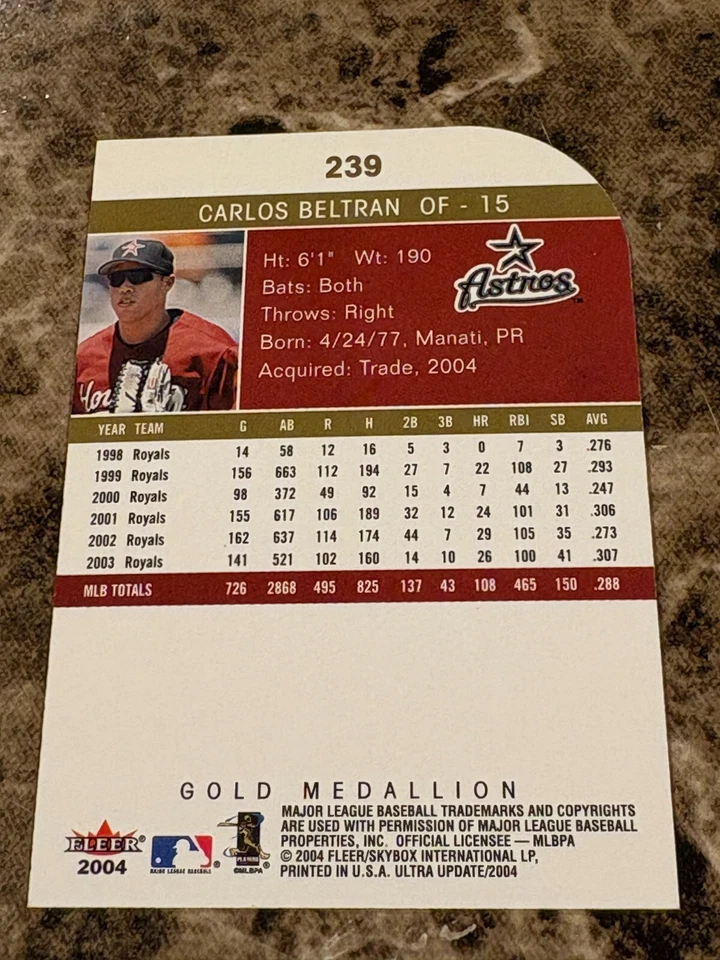 239
CARLOS BELTRAN OF - 15
Ht: 6'1" Wt: 190
Bats: Both
Throws: Right
Born: 4/24/77, Manati, PR
Acquired: Trade, 2004
Astros
TM
Hou
YEAR TEAM G AB R H 2B 3B HR RBI SB AVG
1998 Royals 14 58 12 16 5 3 0 7 3 .276
1999 Royals 156 663 112 194 27 7 22 108 27 .293
2000 Royals 98 372 49 92 15 4 7 44 13 .247
2001 Royals 155 617 106 189 32 12 24 101 31 .306
2002 Royals 162 637 114 174 44 7 29 105 35 .273
2003 Royals 141 521 102 160 14 10 26 100 41 .307
MLB TOTALS 726 2868 495 825 137 43 108 465 150 .288
GOLD MEDALLION
FLEER®
2004
MAJOR LEAGUE BASEBALL
®
PLAYERS
©MLBPA
MAJOR LEAGUE BASEBALL TRADEMARKS AND COPYRIGHTS
ARE USED WITH PERMISSION OF MAJOR LEAGUE BASEBALL
PROPERTIES, INC. OFFICIAL LICENSEE — MLBPA
© 2004 FLEER/SKYBOX INTERNATIONAL LP,
PRINTED IN U.S.A. ULTRA UPDATE/2004